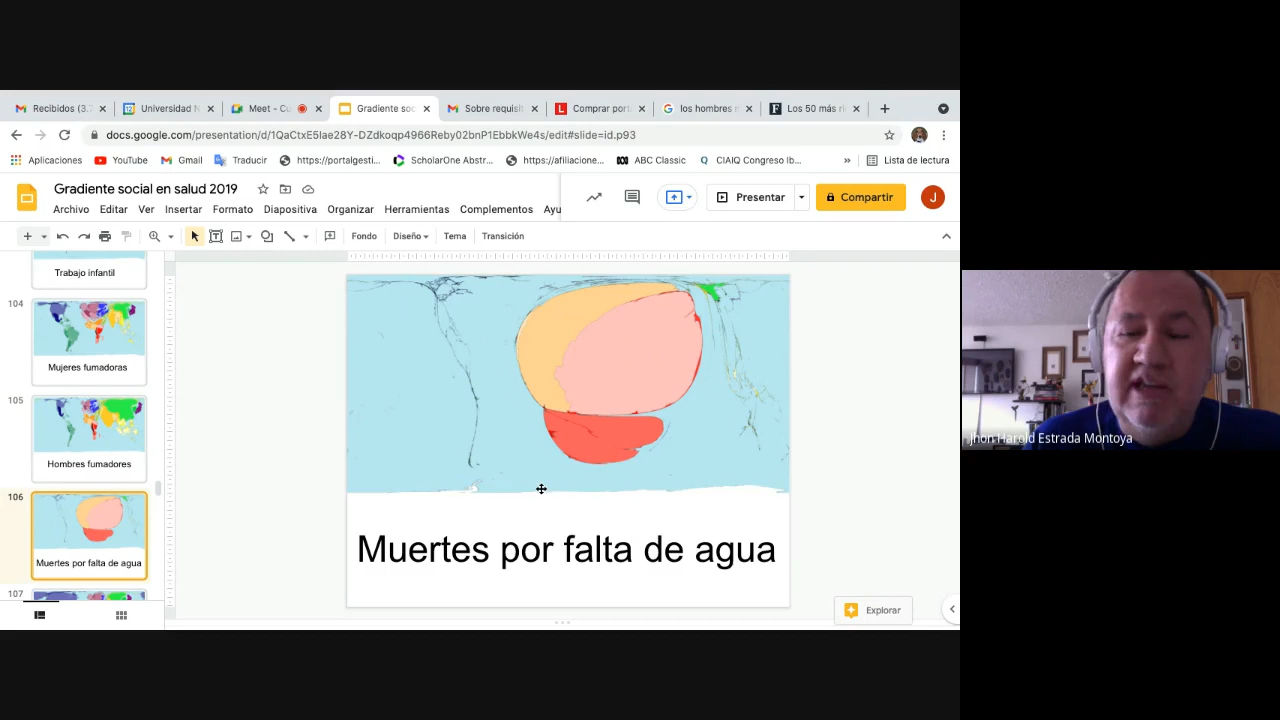 Recibidos (3.
Universidad N
Meet - Cu
Gradiente soc
Sobre requisit
Comprar port
los hombres m
Los 50 más ri
docs.google.com/presentation/d/1QaCtxE5Iae28Y-DZdkoqp4966Reby02bnP1EbbkWe4s/edit#slide=id.p93
Aplicaciones
YouTube
Gmail
Traducir
https://portalgesti...
ScholarOne Abstr...
https://afiliacione...
ABC Classic
CIAIQ Congreso Ib...
»
Lista de lectura
Gradiente social en salud 2019
Presentar
Compartir
J
Archivo Editar Ver Insertar Formato Diapositiva Organizar Herramientas Complementos Ayu
Fondo Diseño Tema Transición
Trabajo infantil
104
Mujeres fumadoras
105
Hombres fumadores
106
Muertes por falta de agua
107
Muertes por falta de agua
Explorar
Jhon Harold Estrada Montoya